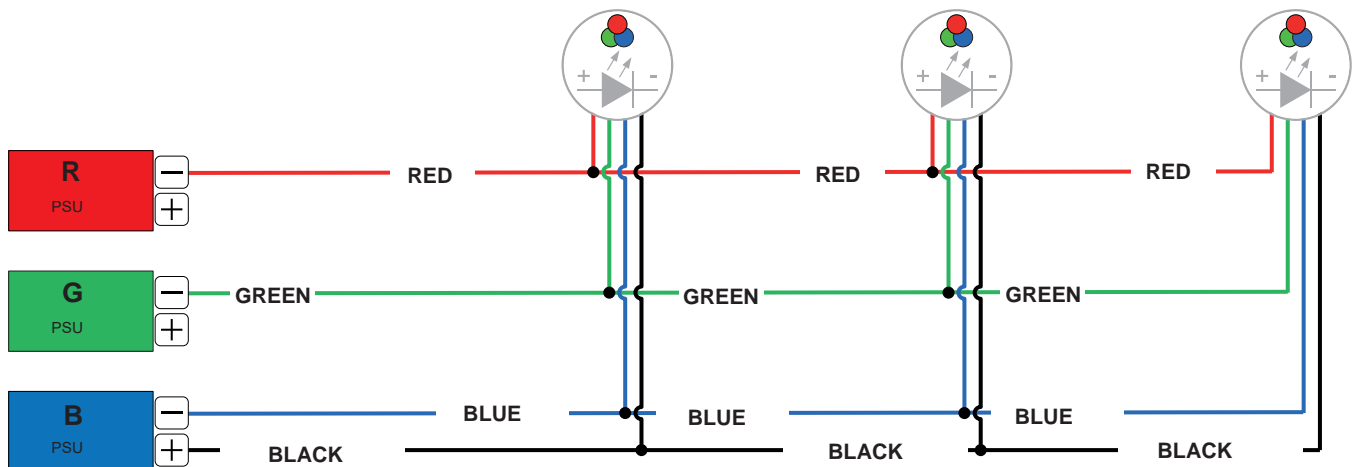 + -
+ -
+ -
R
PSU
−
+
RED
RED
RED
G
PSU
−
+
GREEN
GREEN
GREEN
B
PSU
−
+
BLUE
BLUE
BLUE
BLACK
BLACK
BLACK